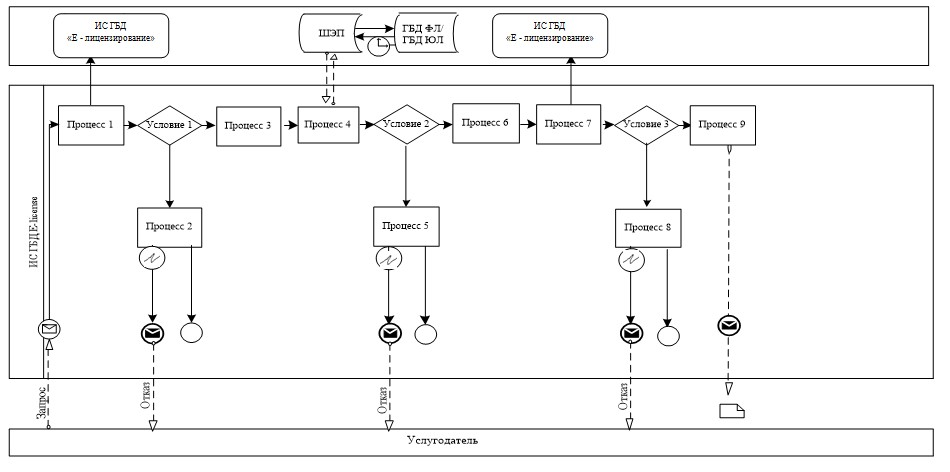 ИС ГБД
«Е - лицензирование»
ШЭП
ГБД ФЛ/
ГБД ЮЛ
ИС ГБД
«Е - лицензирование»
Процесс 1
Условие 1
Процесс 3
Процесс 4
Условие 2
Процесс 6
Процесс 7
Условие 3
Процесс 9
Процесс 2
Процесс 5
Процесс 8
ИС ГБДE-license
Запрос
Отказ
Отказ
Отказ
Услугодатель